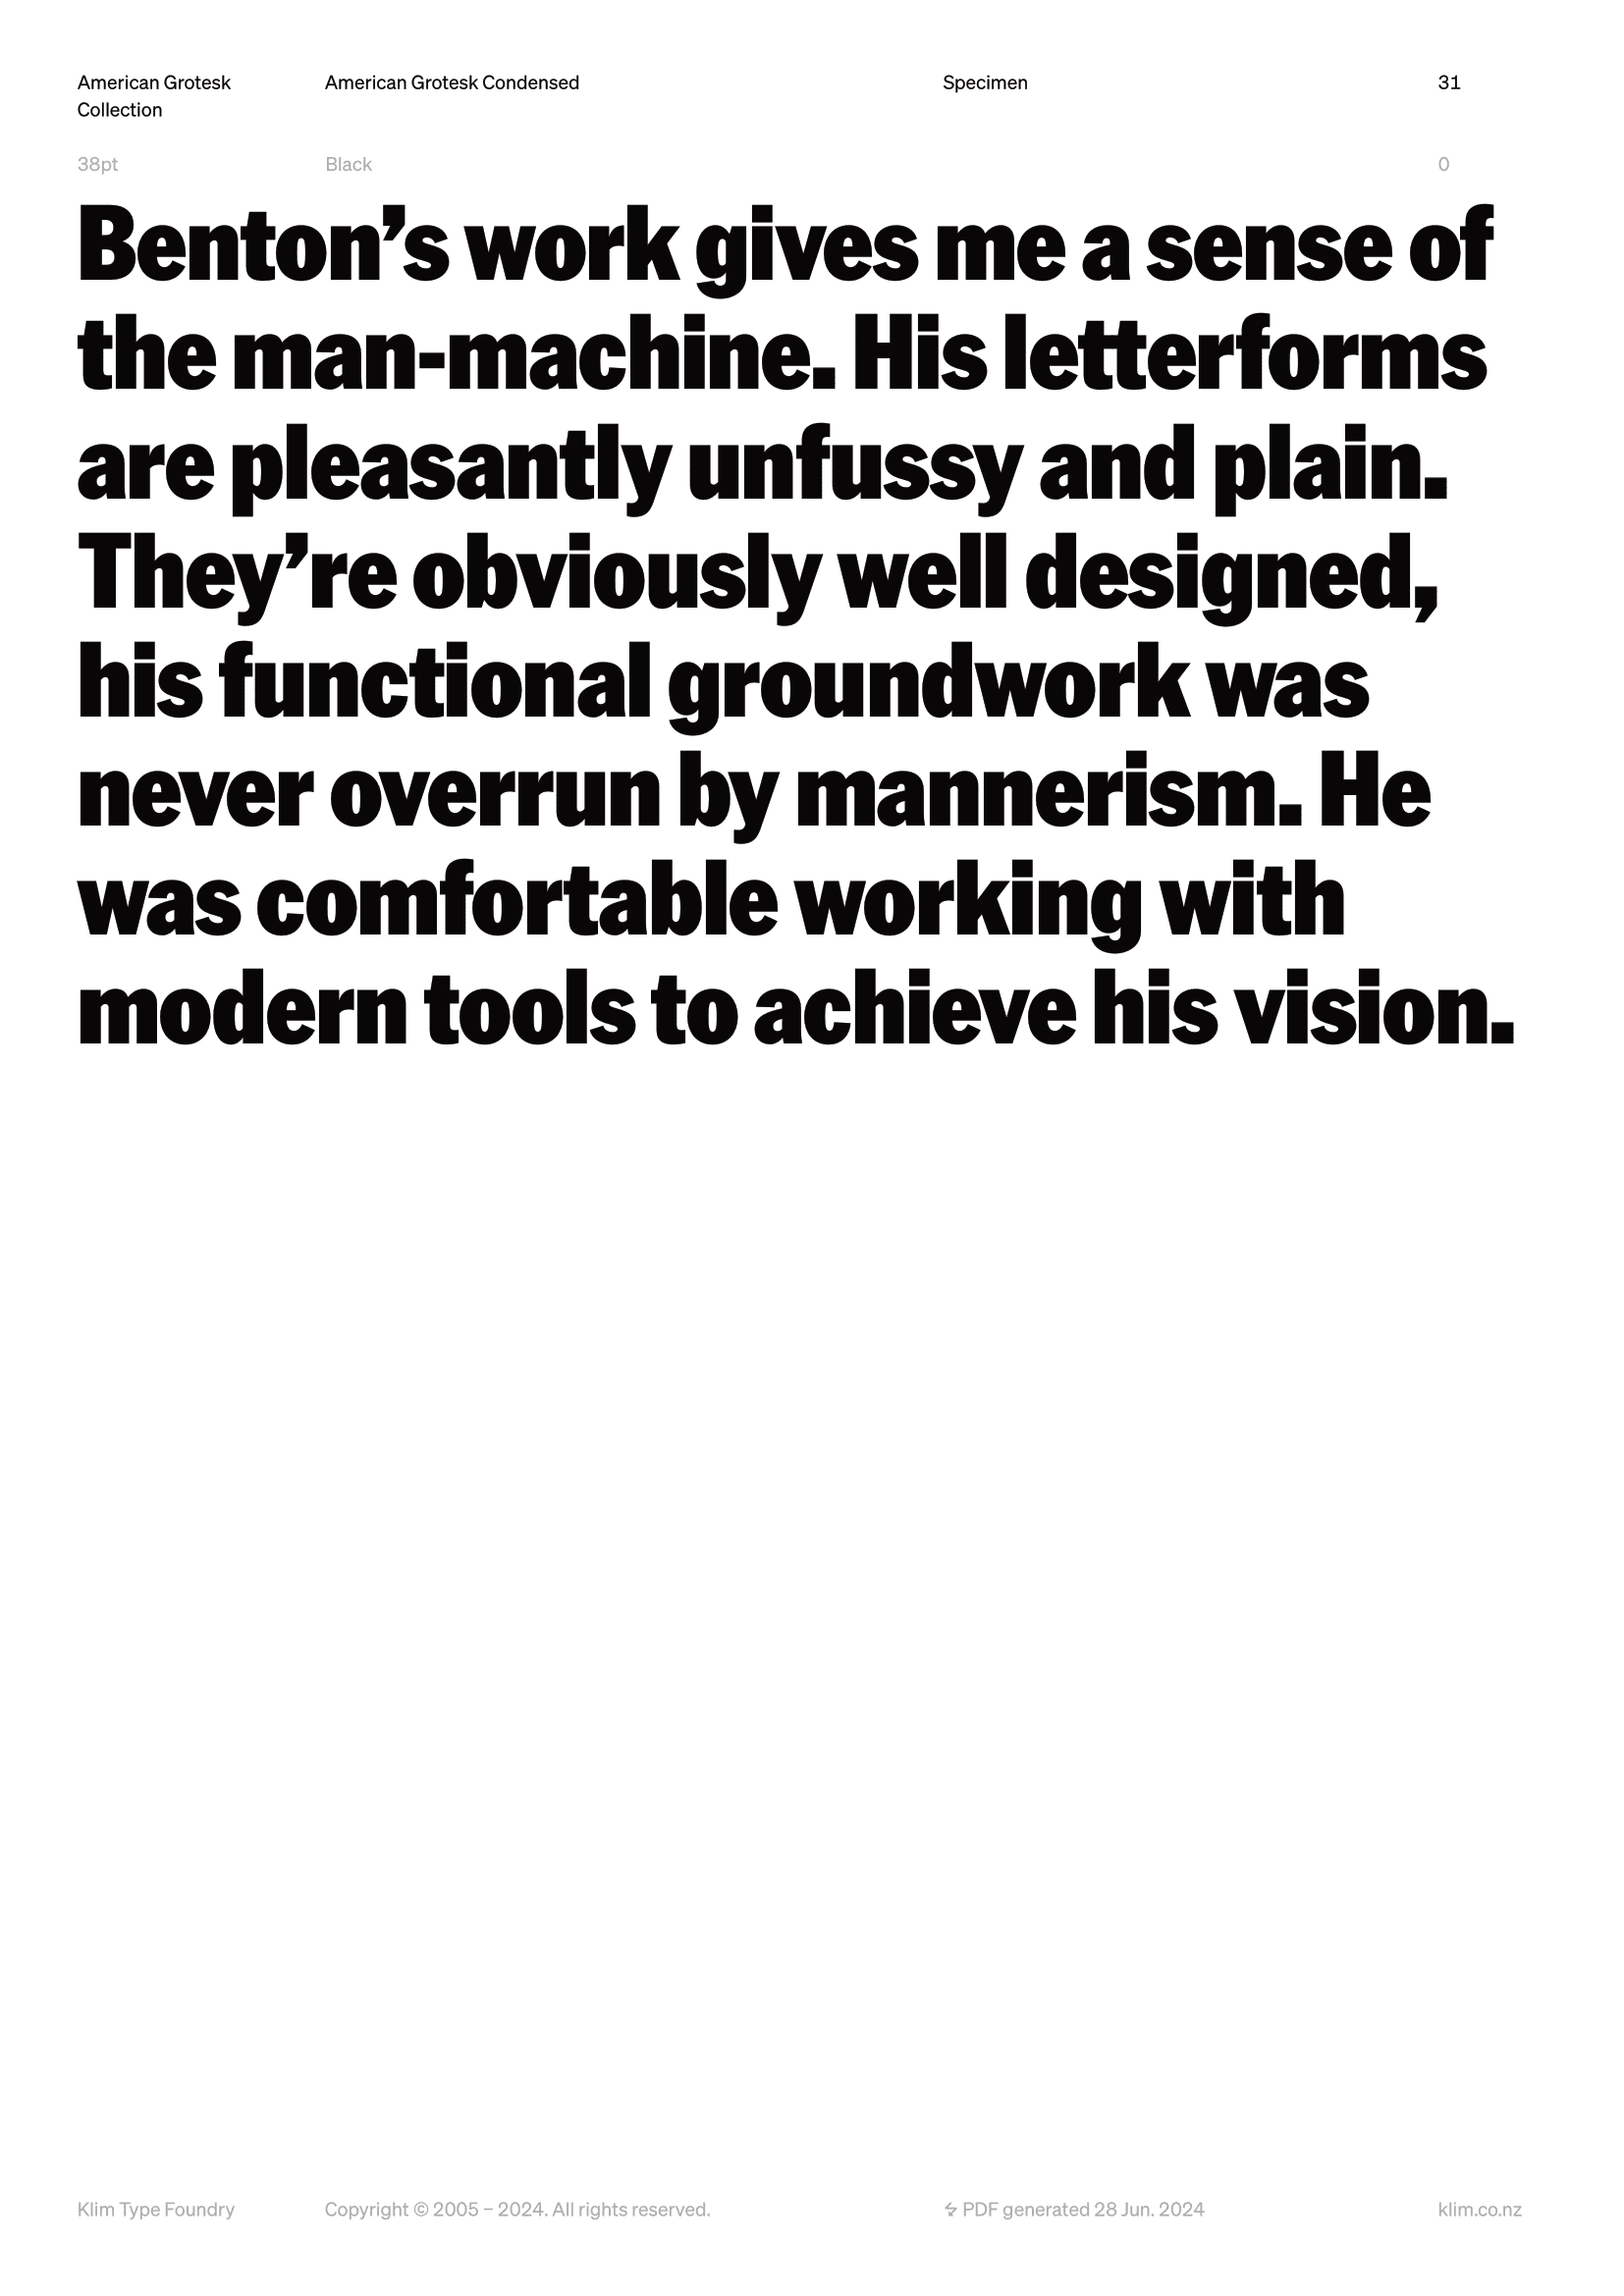 American Grotesk Collection
American Grotesk Condensed
Specimen
31
38pt
Black
0
Benton’s work gives me a sense of
the man-machine. His letterforms
are pleasantly unfussy and plain.
They’re obviously well designed,
his functional groundwork was
never overrun by mannerism. He
was comfortable working with
modern tools to achieve his vision.
Klim Type Foundry
Copyright © 2005 – 2024. All rights reserved.
PDF generated 28 Jun. 2024
klim.co.nz